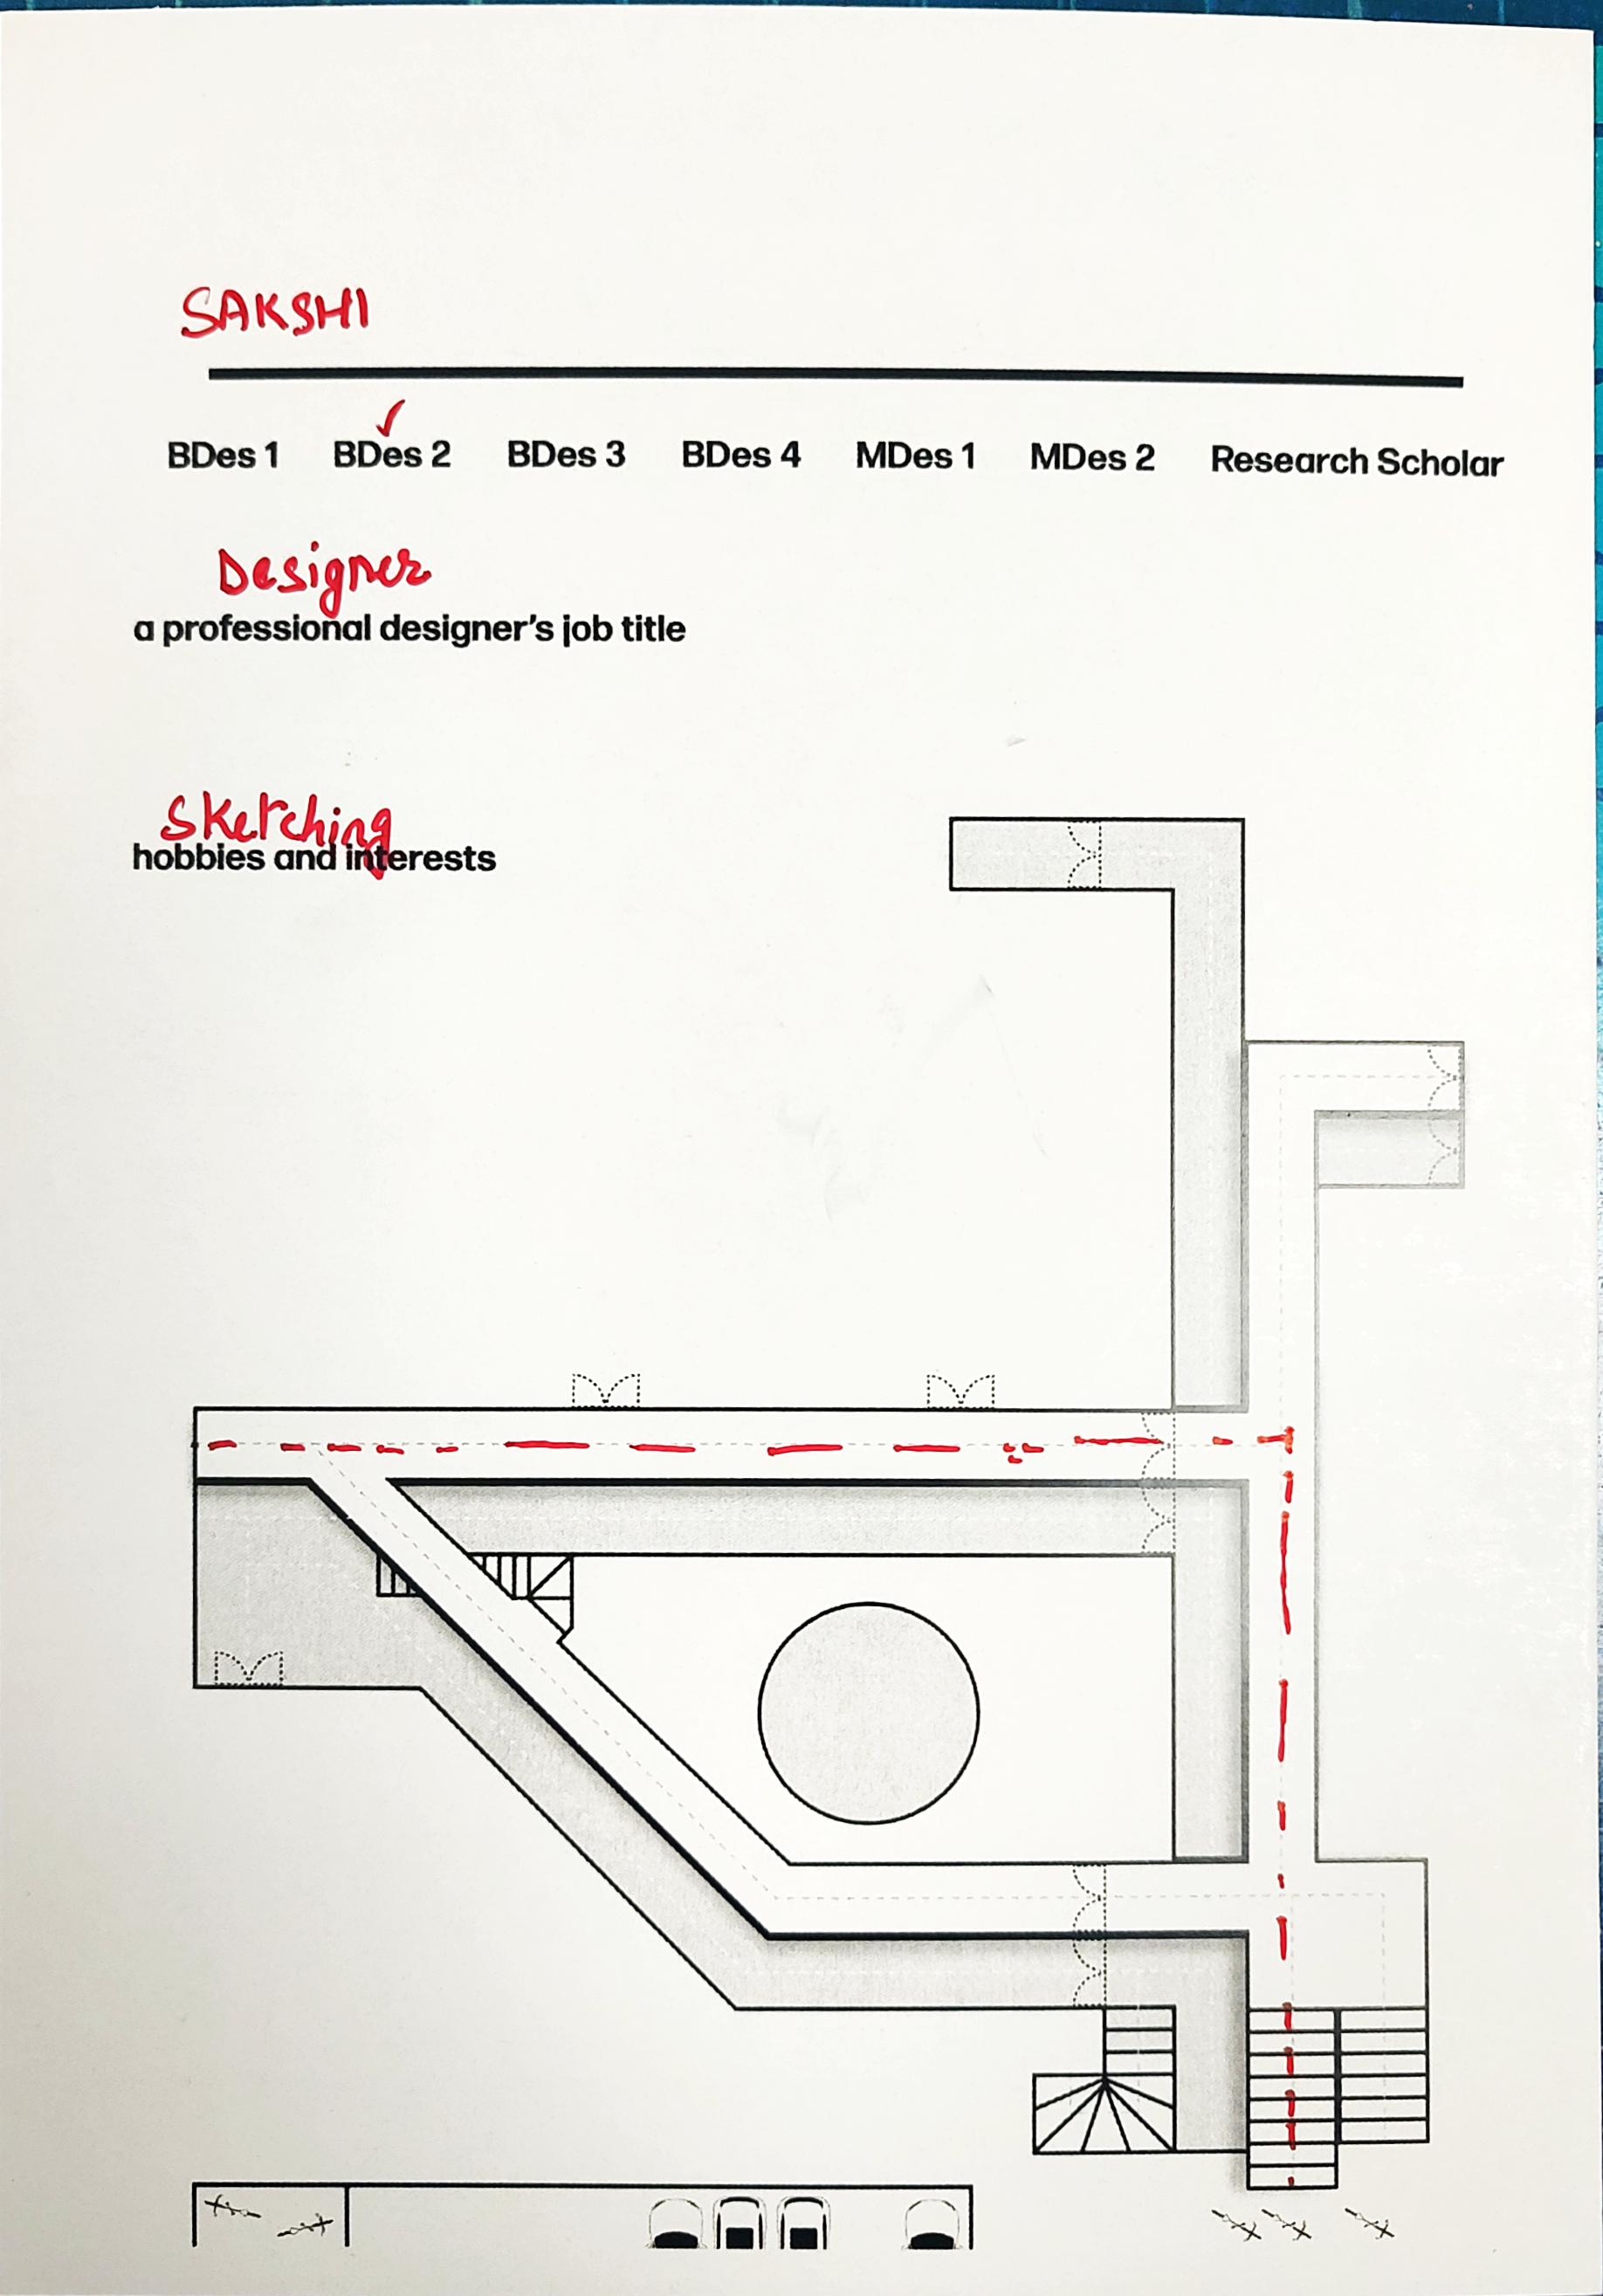 SAKSHI
BDes 1 BDes 2 BDes 3 BDes 4 MDes 1 MDes 2 Research Scholar
Designer
a professional designer's job title
Sketching
hobbies and interests